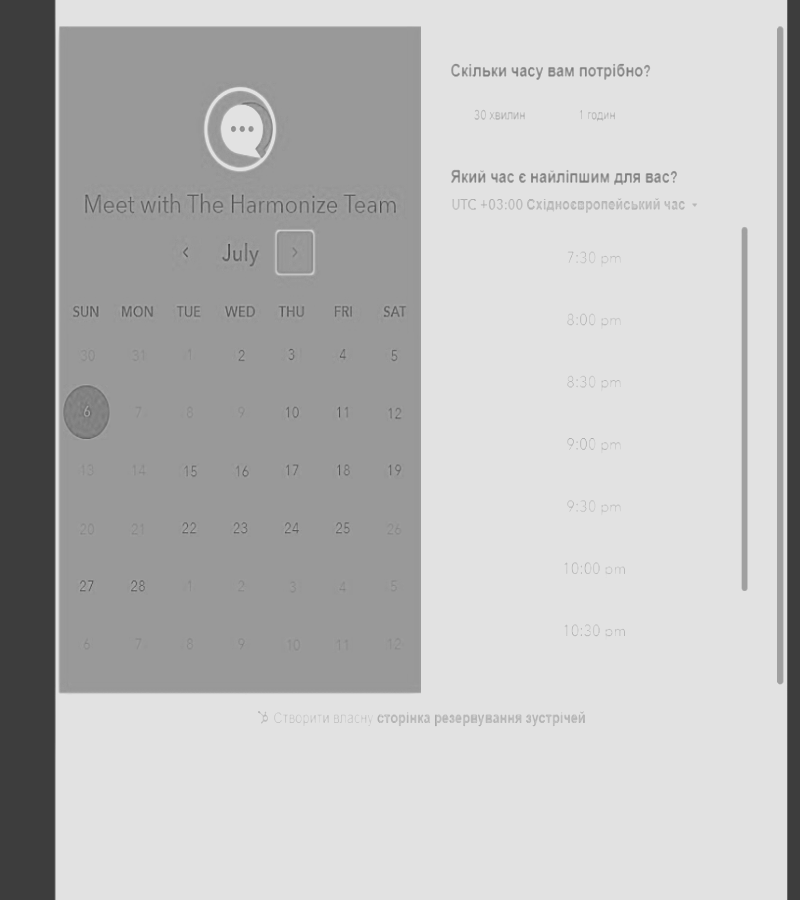 Meet with The Harmonize Team
July
SUN MON TUE WED THU FRI SAT
30 31 1 2 3 4 5
6 7 8 9 10 11 12
13 14 15 16 17 18 19
20 21 22 23 24 25 26
27 28 1 2 3 4 5
6 7 8 9 10 11 12
Скільки часу вам потрібно?
30 хвилин 1 годин
Який час є найліпшим для вас?
UTC +03:00 Східноєвропейський час
7:30 pm
8:00 pm
8:30 pm
9:00 pm
9:30 pm
10:00 pm
10:30 pm
Створити власну сторінка резервування зустрічей